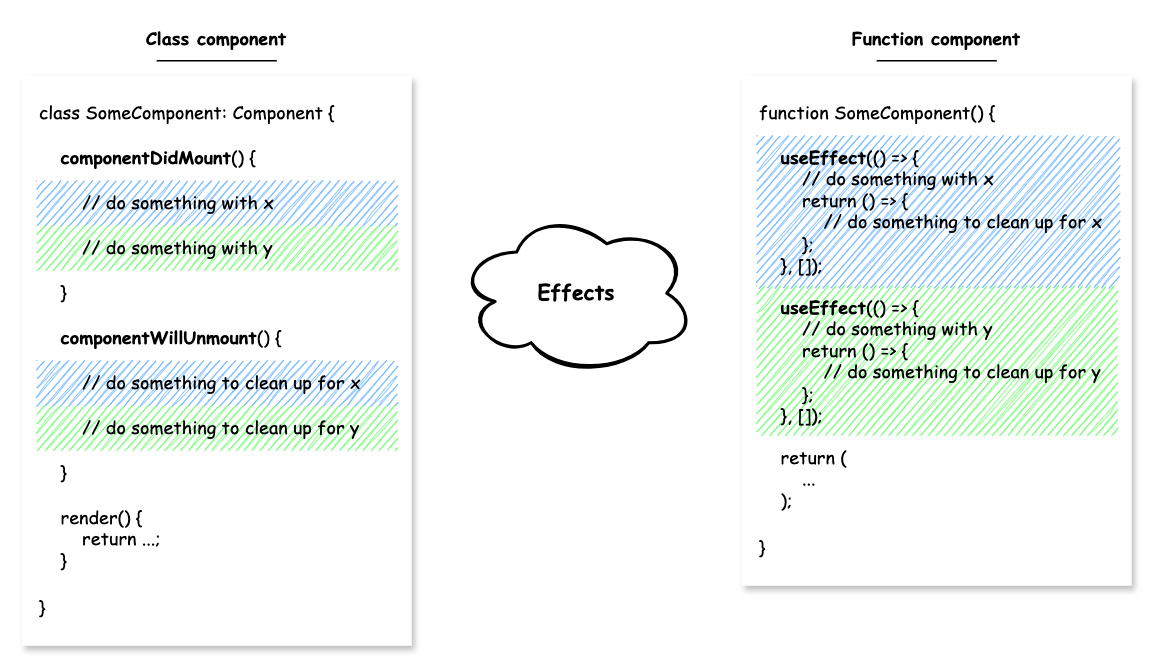 Class component
class SomeComponent: Component {
componentDidMount() {
// do something with x
// do something with y
}
componentWillUnmount() {
// do something to clean up for x
// do something to clean up for y
}
render() {
return ...;
}
}
Effects
Function component
function SomeComponent() {
useEffect(() => {
// do something with x
return () => {
// do something to clean up for x
};
}, []);
useEffect(() => {
// do something with y
return () => {
// do something to clean up for y
};
}, []);
return (
...
);
}